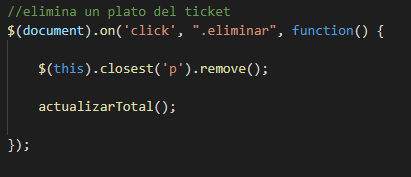 //elimina un plato del ticket
$(document).on('click', ".eliminar", function() {
$(this).closest('p').remove();
actualizarTotal();
});